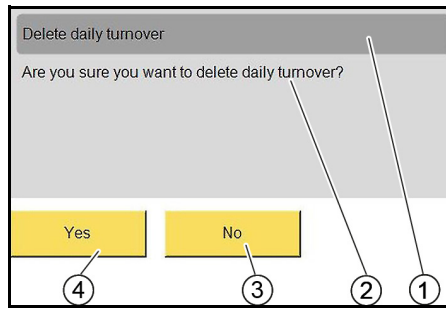 Delete daily turnover
Are you sure you want to delete daily turnover?
Yes No
4 3 2 1